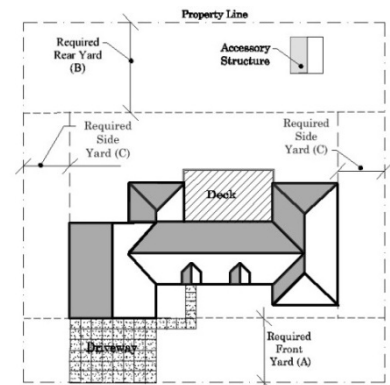 Property Line
Required
Rear Yard
(B)
Accessory
Structure
Required
Side
Yard (C)
Required
Side
Yard (C)
Deck
Driveway
Required
Front
Yard (A)